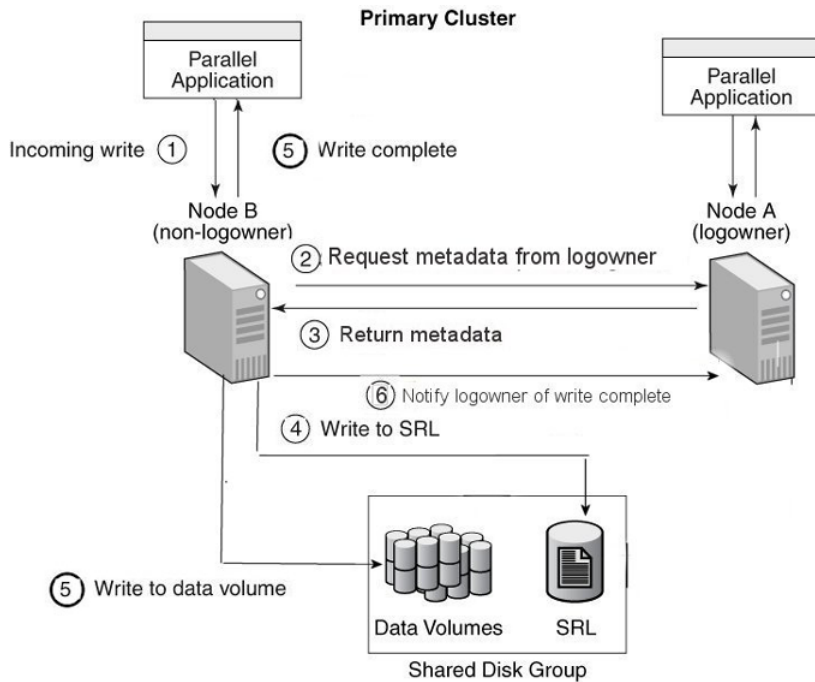 Primary Cluster
Parallel
Application
Parallel
Application
Incoming write ①
⑤ Write complete
Node B
(non-logowner)
Node A
(logowner)
② Request metadata from logowner
③ Return metadata
⑥ Notify logowner of write complete
④ Write to SRL
⑤ Write to data volume
Data Volumes
SRL
Shared Disk Group